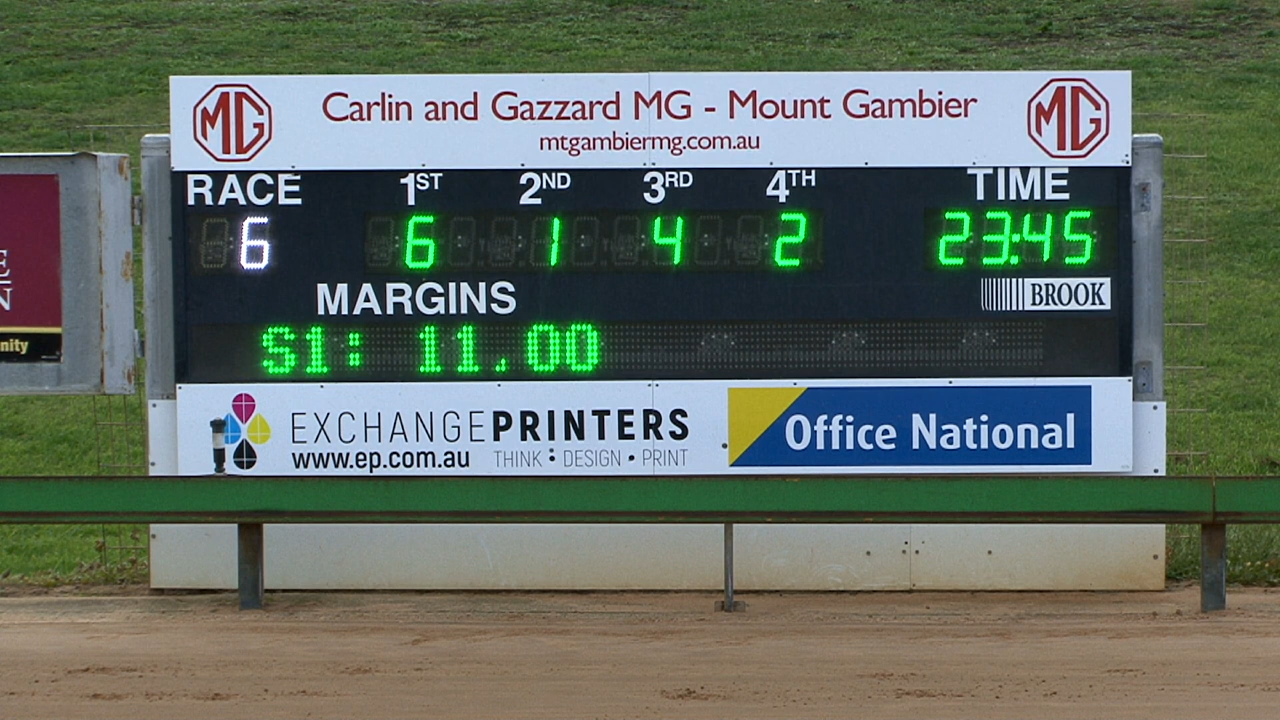 MG Carlin and Gazzard MG - Mount Gambier MG
mtgambiermg.com.au
RACE 1ST 2ND 3RD 4TH TIME
6 6 1 4 2 23:45
MARGINS
BROOK
S1: 11.00
EXCHANGEPRINTERS
www.ep.com.au THINK • DESIGN • PRINT
Office National
E
N
nity